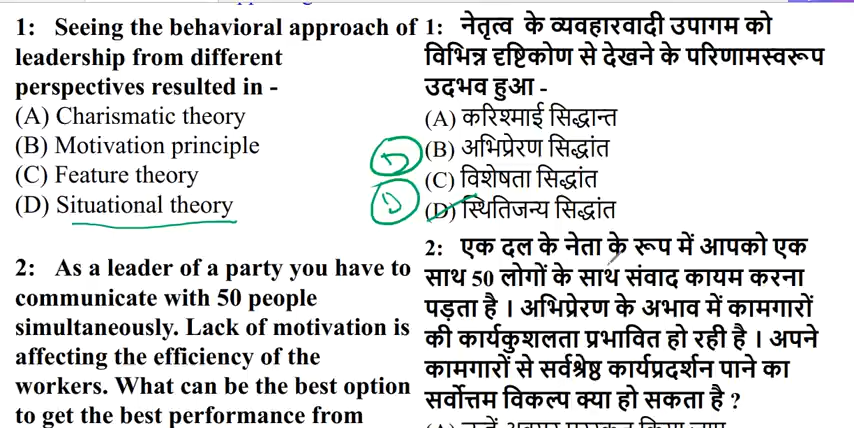 1: Seeing the behavioral approach of
leadership from different
perspectives resulted in -
(A) Charismatic theory
(B) Motivation principle
(C) Feature theory
(D) Situational theory
2: As a leader of a party you have to
communicate with 50 people
simultaneously. Lack of motivation is
affecting the efficiency of the
workers. What can be the best option
to get the best performance from
1: नेतृत्व के व्यवहारवादी उपागम को
विभिन्न दृष्टिकोण से देखने के परिणामस्वरूप
उदभव हुआ -
(A) करिश्माई सिद्धान्त
(B) अभिप्रेरण सिद्धांत
(C) विशेषता सिद्धांत
(D) स्थितिजन्य सिद्धांत
D
D
2: एक दल के नेता के रूप में आपको एक
साथ 50 लोगों के साथ संवाद कायम करना
पड़ता है । अभिप्रेरण के अभाव में कामगारों
की कार्यकुशलता प्रभावित हो रही है । अपने
कामगारों से सर्वश्रेष्ठ कार्यप्रदर्शन पाने का
सर्वोत्तम विकल्प क्या हो सकता है ?